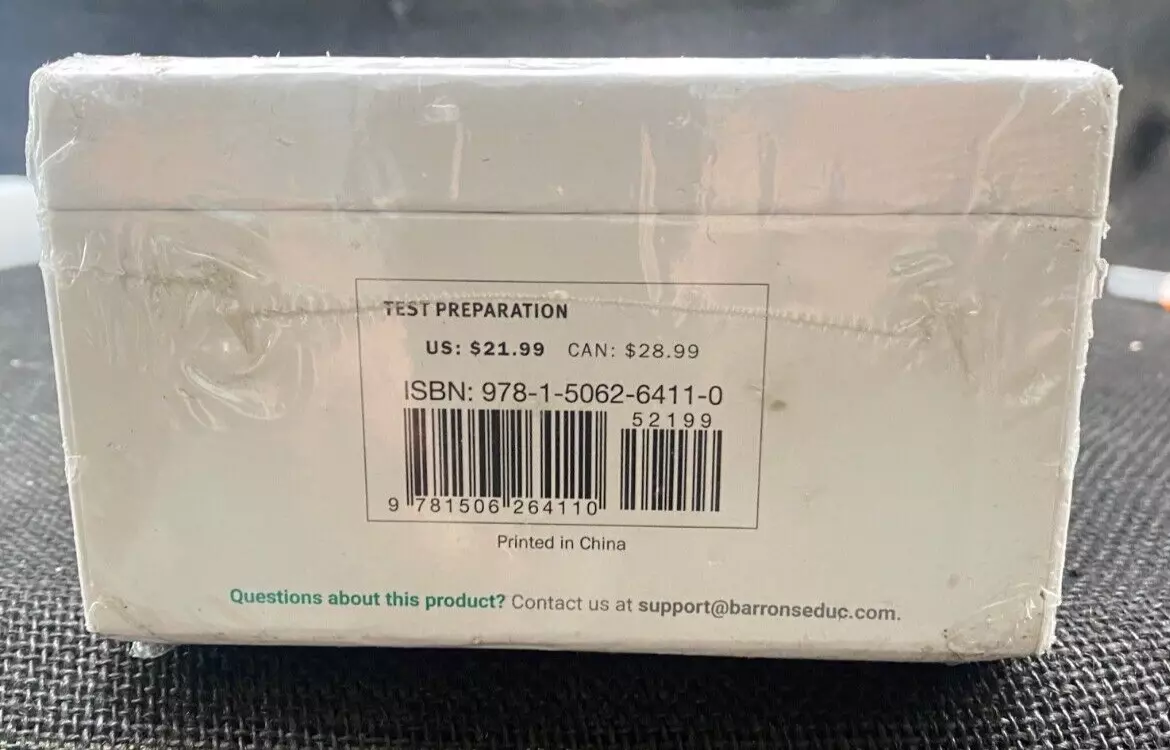 TEST PREPARATION
US: $21.99 CAN: $28.99
ISBN: 978-1-5062-6411-0
52199
9 781506 264110
Printed in China
Questions about this product? Contact us at support@barronseduc.com.